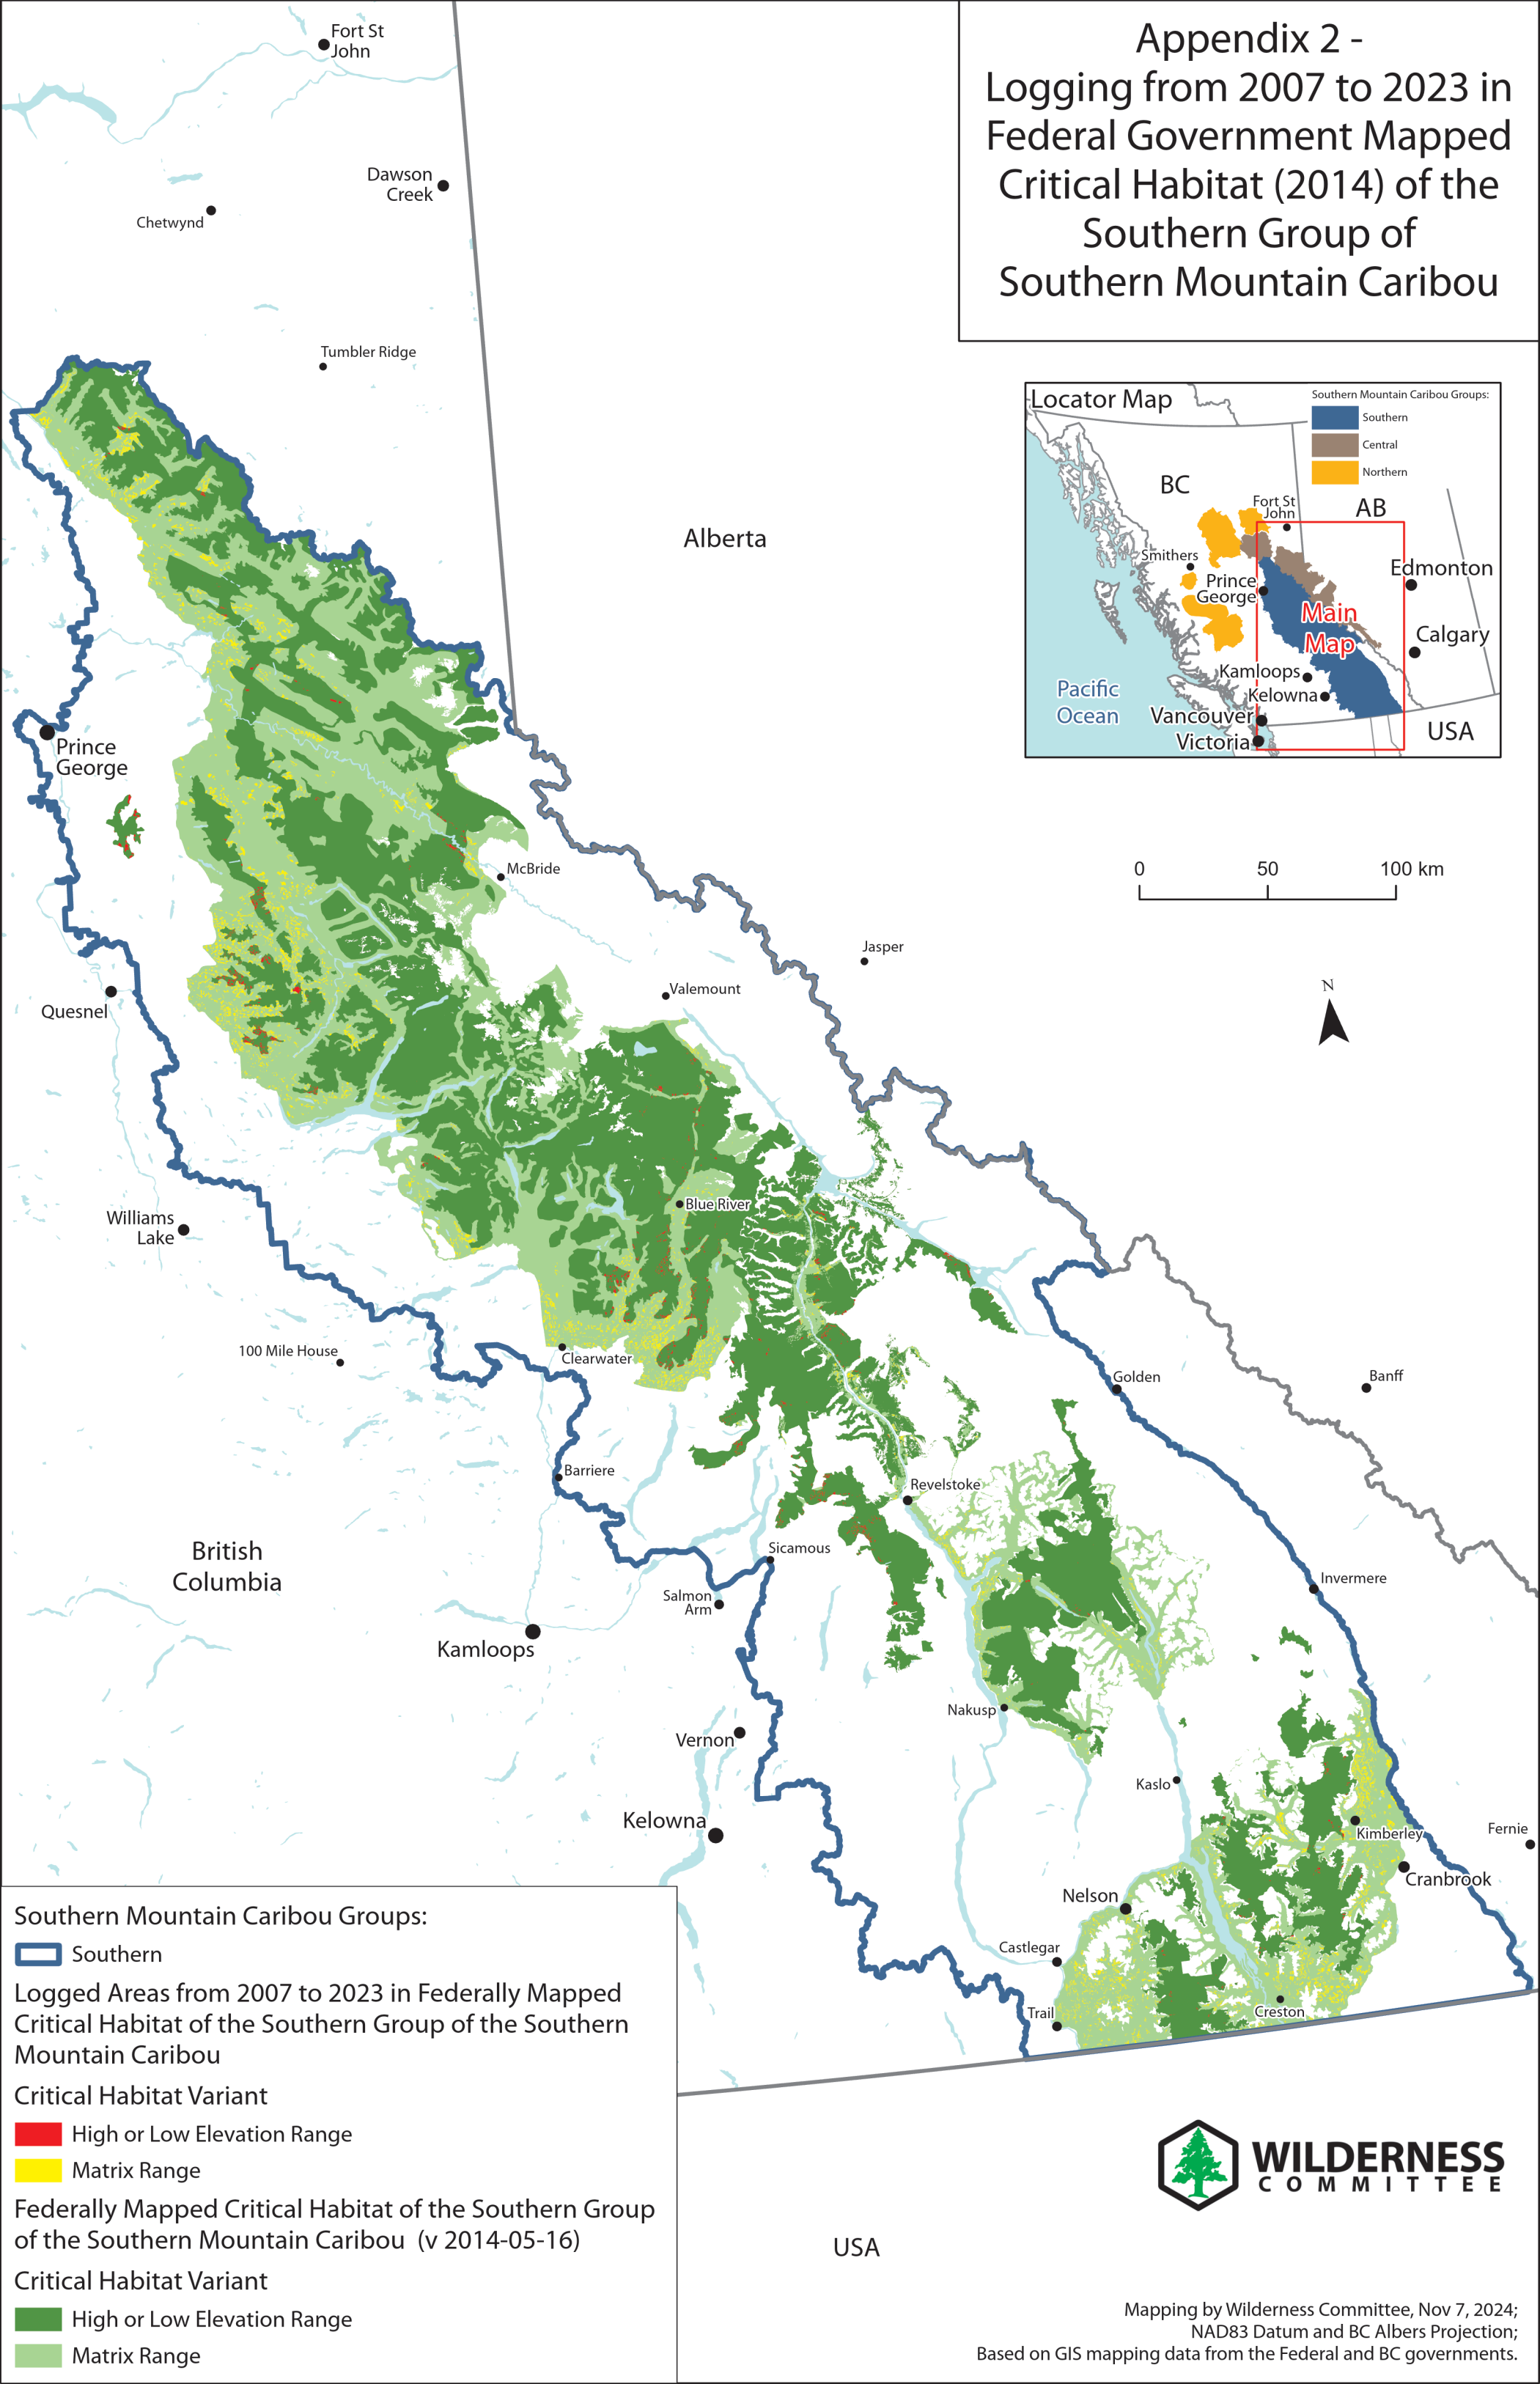 Appendix 2 -
Logging from 2007 to 2023 in
Federal Government Mapped
Critical Habitat (2014) of the
Southern Group of
Southern Mountain Caribou
Fort St
John
Dawson
Creek
Chetwynd
Tumbler Ridge
Alberta
Locator Map
Southern Mountain Caribou Groups:
Southern
Central
Northern
BC
Fort St
John
AB
Smithers
Edmonton
Prince
George
Main
Map
Calgary
Kamloops
Pacific
Ocean
Kelowna
Vancouver
USA
Victoria
Prince
George
McBride
0 50 100 km
Jasper
Valemount
N
Quesnel
Williams
Lake
Blue River
100 Mile House
Clearwater
Golden
Banff
Barriere
Revelstoke
British
Columbia
Sicamous
Invermere
Salmon
Arm
Kamloops
Nakusp
Vernon
Kaslo
Kelowna
Kimberley
Fernie
Cranbrook
Nelson
Castlegar
Trail
Creston
Southern Mountain Caribou Groups:
Southern
Logged Areas from 2007 to 2023 in Federally Mapped
Critical Habitat of the Southern Group of the Southern
Mountain Caribou
Critical Habitat Variant
High or Low Elevation Range
Matrix Range
Federally Mapped Critical Habitat of the Southern Group
of the Southern Mountain Caribou (v 2014-05-16)
Critical Habitat Variant
High or Low Elevation Range
Matrix Range
WILDERNESS
COMMITTEE
USA
Mapping by Wilderness Committee, Nov 7, 2024;
NAD83 Datum and BC Albers Projection;
Based on GIS mapping data from the Federal and BC governments.